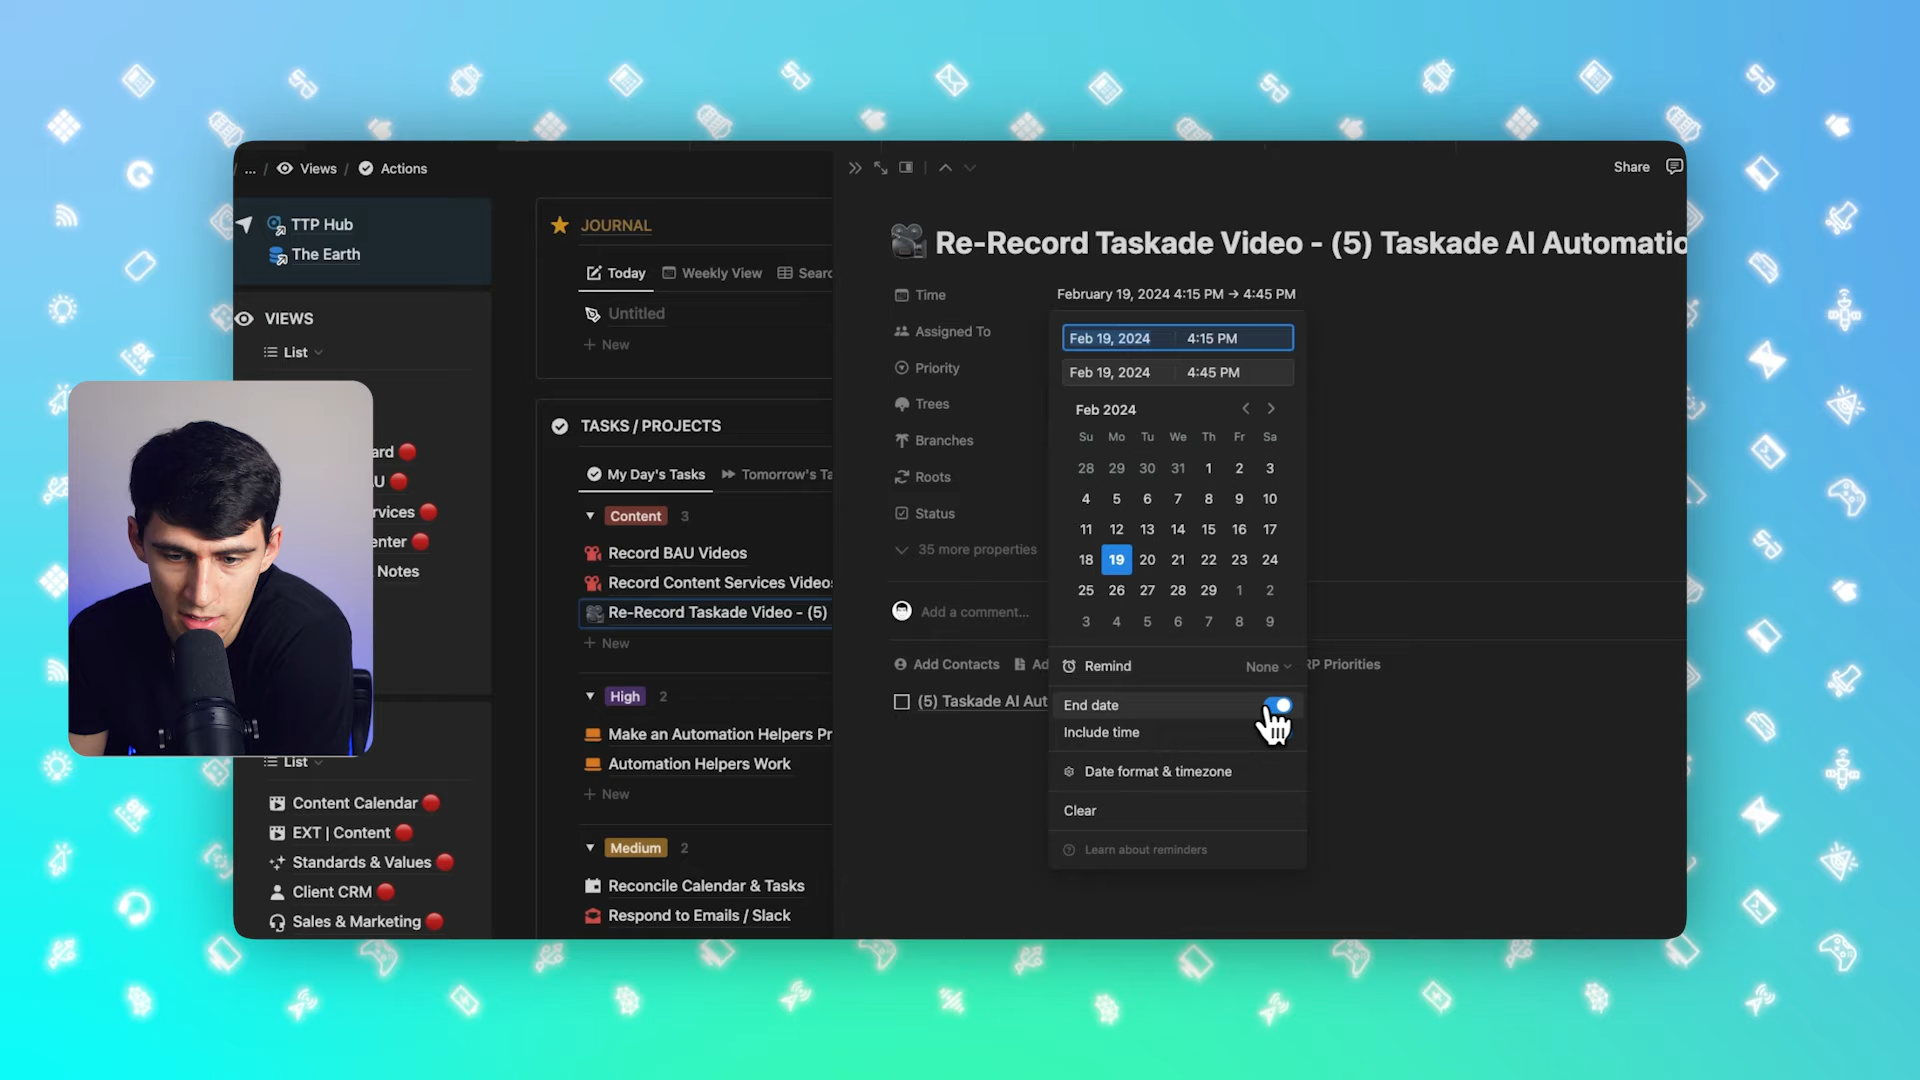 ... / Views / Actions
TTP Hub
The Earth
VIEWS
List
ard
U
rvices
enter
Notes
List
Content Calendar
EXT | Content
Standards & Values
Client CRM
Sales & Marketing
JOURNAL
Today Weekly View Searc
Untitled
+ New
TASKS / PROJECTS
My Day's Tasks Tomorrow's Ta
Content 3
Record BAU Videos
Record Content Services Videos
Re-Record Taskade Video - (5)
+ New
High 2
Make an Automation Helpers Pr
Automation Helpers Work
+ New
Medium 2
Reconcile Calendar & Tasks
Respond to Emails / Slack
Share
Re-Record Taskade Video - (5) Taskade AI Automatio
Time February 19, 2024 4:15 PM → 4:45 PM
Assigned To
Priority
Trees
Branches
Roots
Status
35 more properties
Add a comment...
Add Contacts Ad RP Priorities
(5) Taskade AI Aut
Feb 19, 2024 4:15 PM
Feb 19, 2024 4:45 PM
Feb 2024
Su Mo Tu We Th Fr Sa
28 29 30 31 1 2 3
4 5 6 7 8 9 10
11 12 13 14 15 16 17
18 19 20 21 22 23 24
25 26 27 28 29 1 2
3 4 5 6 7 8 9
Remind None
End date
Include time
Date format & timezone
Clear
Learn about reminders